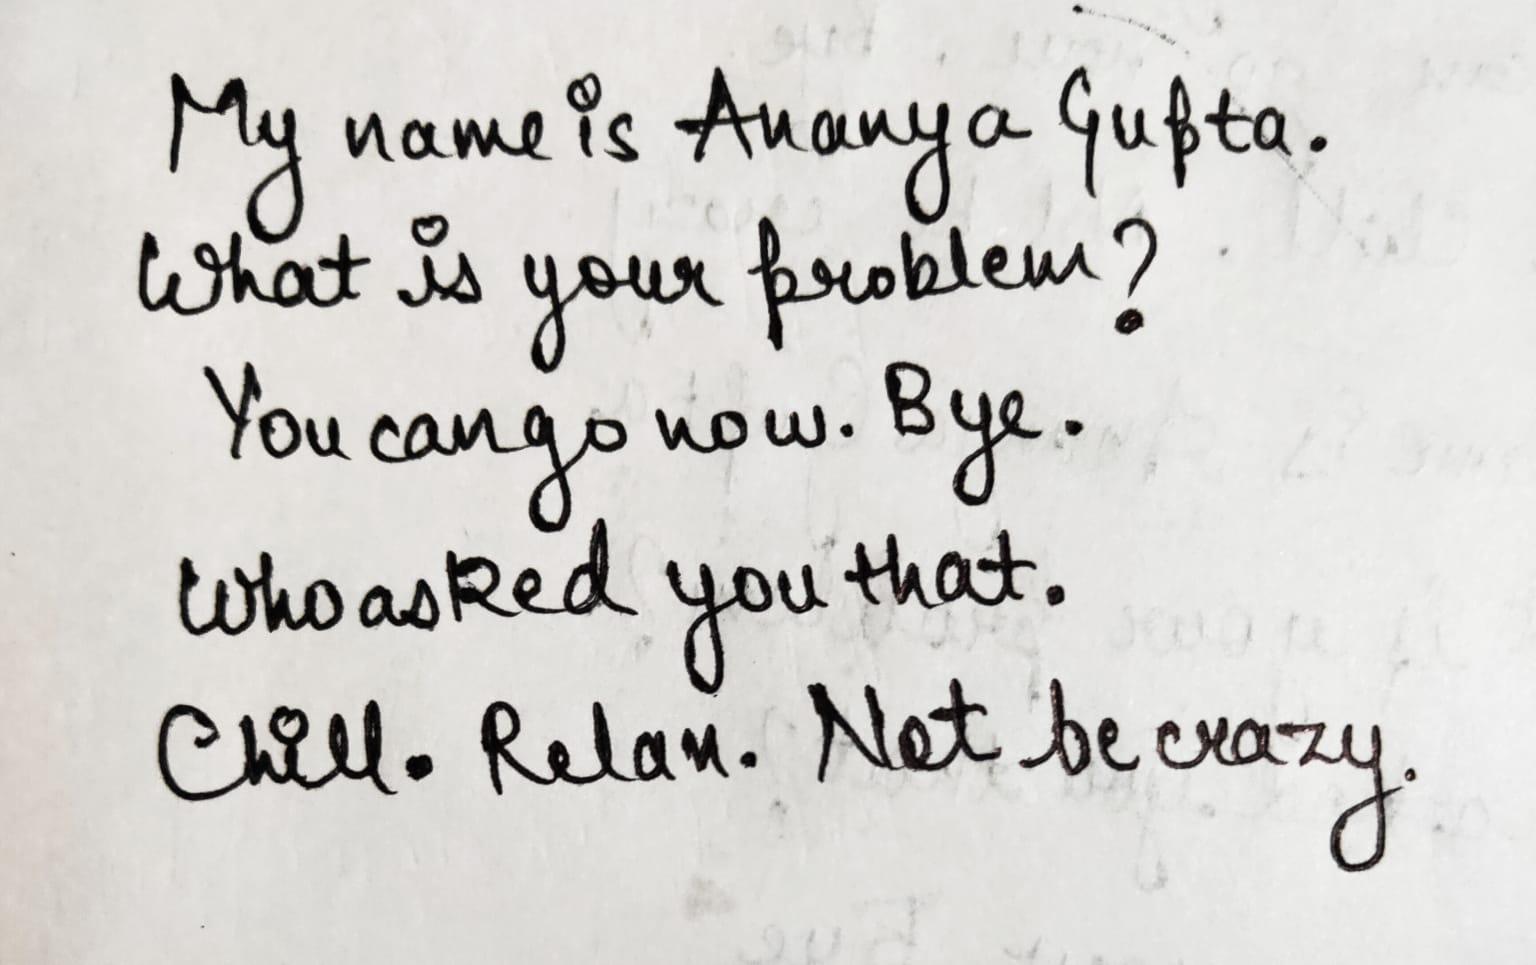 My name is Ananya Gupta.
What is your problem?
You can go now. Bye.
Who asked you that.
Chill. Relax. Not be crazy.